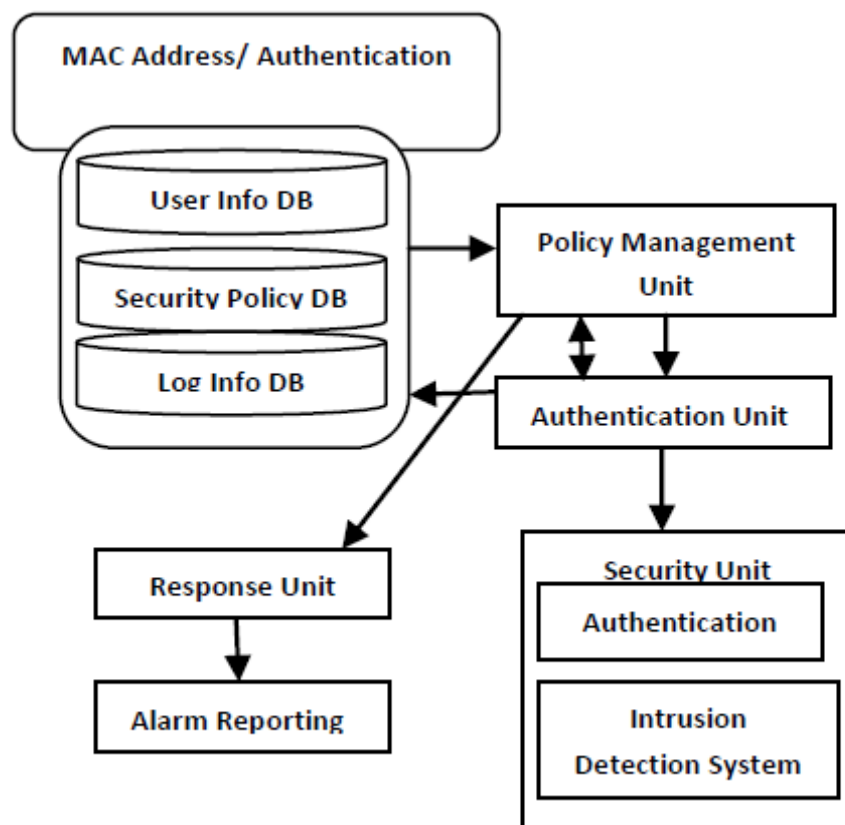 MAC Address/ Authentication
User Info DB
Security Policy DB
Log Info DB
Policy Management
Unit
Authentication Unit
Response Unit
Alarm Reporting
Security Unit
Authentication
Intrusion
Detection System